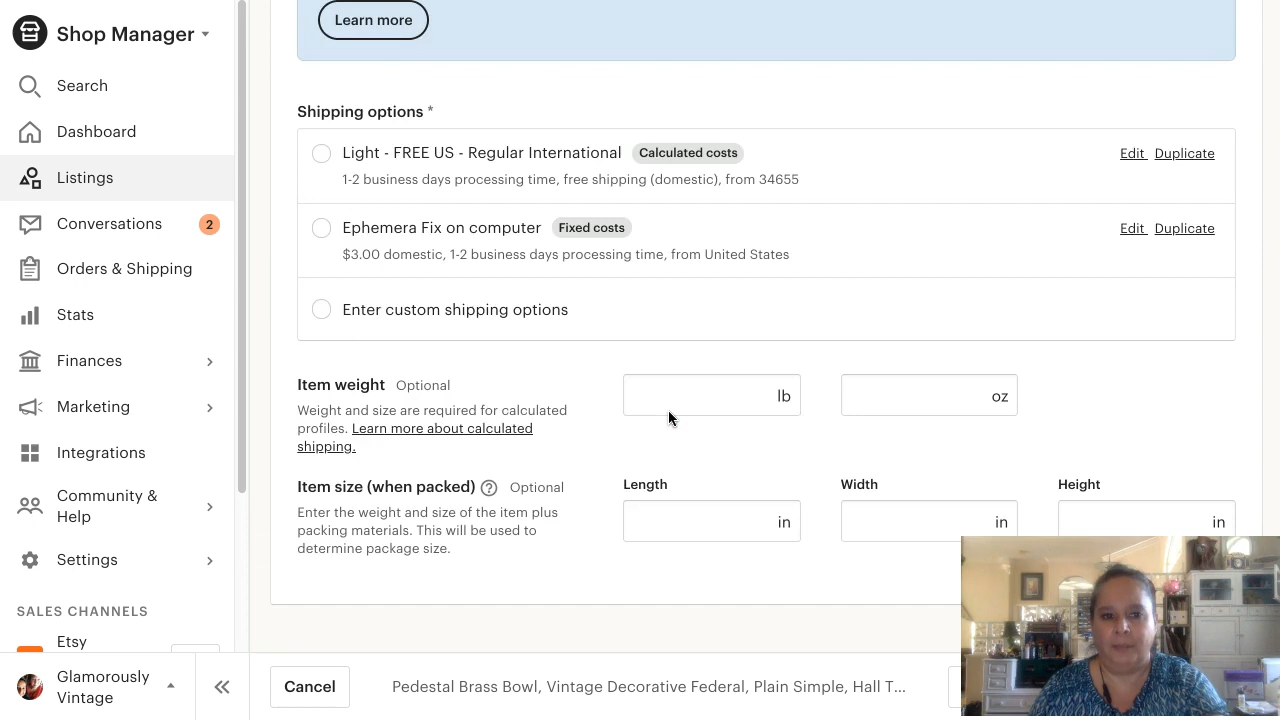 Shop Manager
Search
Dashboard
Listings
Conversations 2
Orders & Shipping
Stats
Finances
Marketing
Integrations
Community &
Help
Settings
SALES CHANNELS
Etsy
Glamorously
Vintage
Learn more
Shipping options *
Light - FREE US - Regular International Calculated costs Edit Duplicate
1-2 business days processing time, free shipping (domestic), from 34655
Ephemera Fix on computer Fixed costs Edit Duplicate
$3.00 domestic, 1-2 business days processing time, from United States
Enter custom shipping options
Item weight Optional
Weight and size are required for calculated
profiles. Learn more about calculated
shipping.
lb oz
Item size (when packed) ? Optional
Enter the weight and size of the item plus
packing materials. This will be used to
determine package size.
Length Width Height
in in in
Cancel Pedestal Brass Bowl, Vintage Decorative Federal, Plain Simple, Hall T...